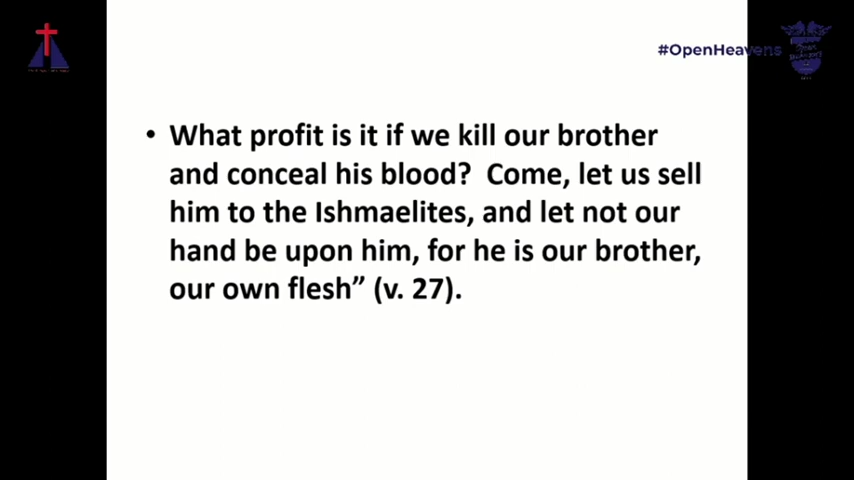 #OpenHeavens
• What profit is it if we kill our brother
and conceal his blood?  Come, let us sell
him to the Ishmaelites, and let not our
hand be upon him, for he is our brother,
our own flesh” (v. 27).